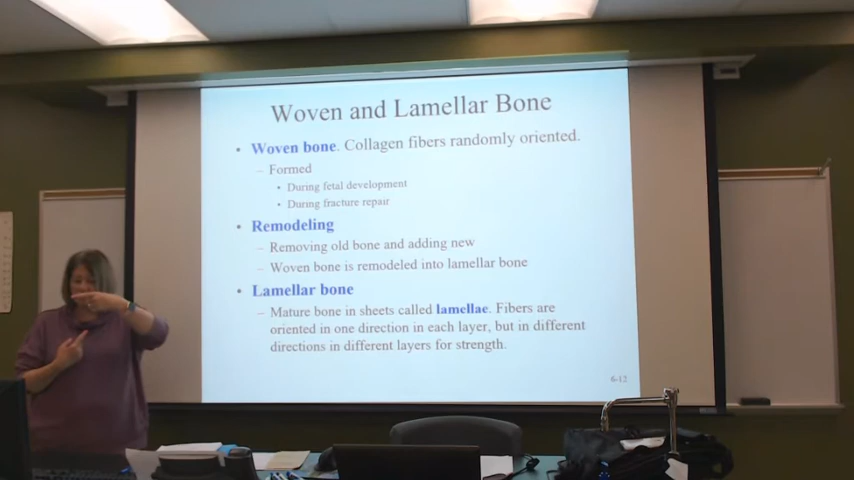 Woven and Lamellar Bone
• Woven bone. Collagen fibers randomly oriented.
– Formed
• During fetal development
• During fracture repair
• Remodeling
– Removing old bone and adding new
– Woven bone is remodeled into lamellar bone
• Lamellar bone
– Mature bone in sheets called lamellae. Fibers are
oriented in one direction in each layer, but in different
directions in different layers for strength.
6-12